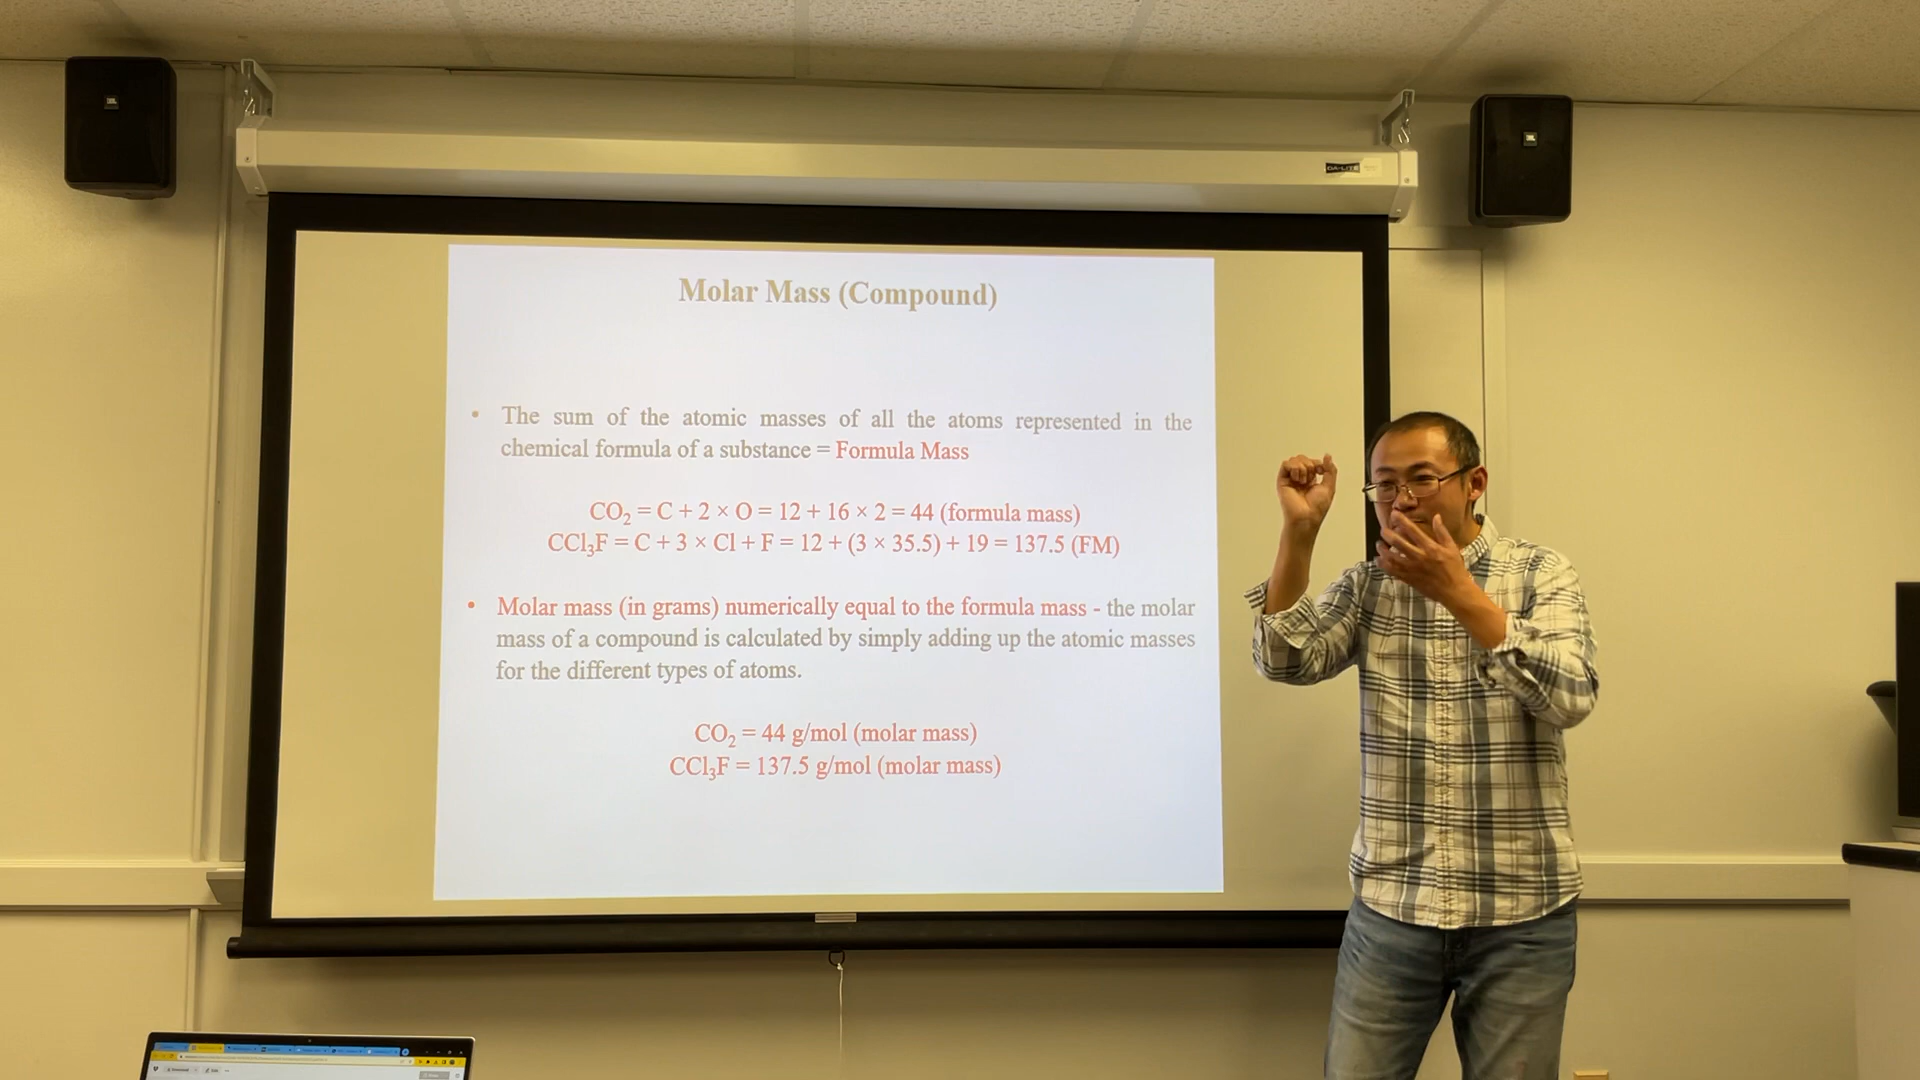 JBL
JBL
DA-LITE
Molar Mass (Compound)
• The sum of the atomic masses of all the atoms represented in the
chemical formula of a substance = Formula Mass
CO₂ = C + 2 × O = 12 + 16 × 2 = 44 (formula mass)
CCl₃F = C + 3 × Cl + F = 12 + (3 × 35.5) + 19 = 137.5 (FM)
• Molar mass (in grams) numerically equal to the formula mass - the molar
mass of a compound is calculated by simply adding up the atomic masses
for the different types of atoms.
CO₂ = 44 g/mol (molar mass)
CCl₃F = 137.5 g/mol (molar mass)